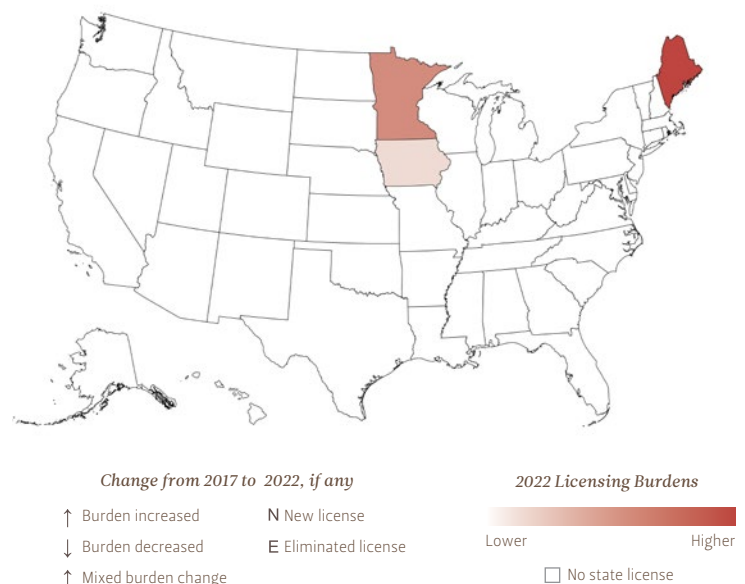 Change from 2017 to 2022, if any
↑ Burden increased
↓ Burden decreased
↑ Mixed burden change
N New license
E Eliminated license
2022 Licensing Burdens
Lower Higher
No state license